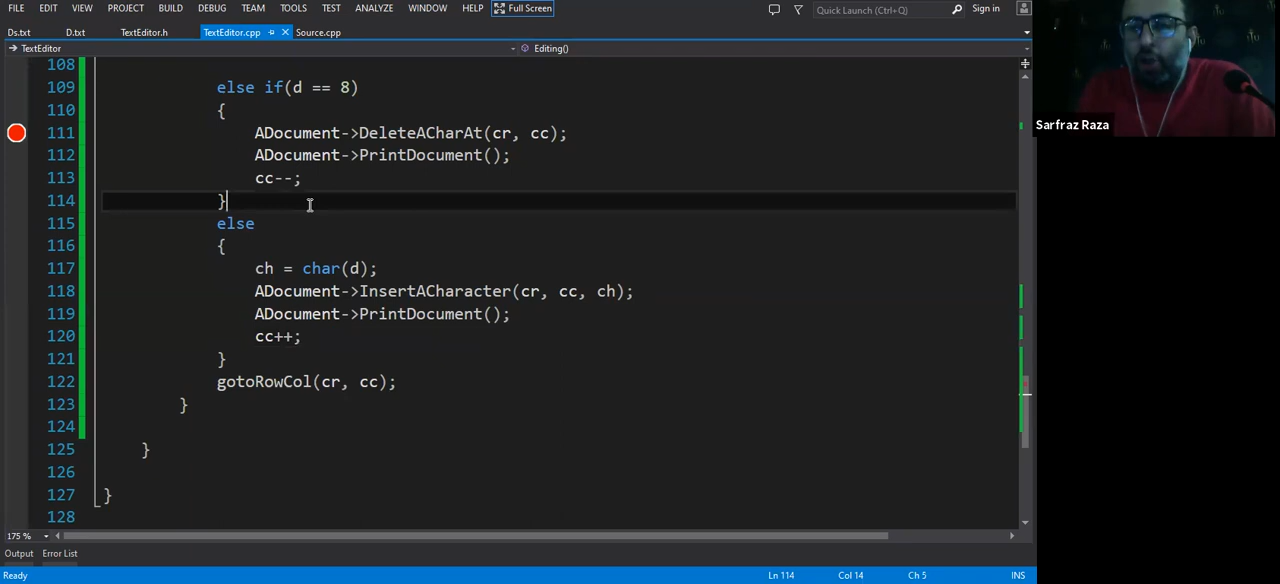 FILE EDIT VIEW PROJECT BUILD DEBUG TEAM TOOLS TEST ANALYZE WINDOW HELP Full Screen Quick Launch (Ctrl+Q) Sign in
Ds.txt D.txt TextEditor.h TextEditor.cpp Source.cpp
TextEditor Editing()
108
109 else if(d == 8)
110 {
111 ADocument->DeleteACharAt(cr, cc);
112 ADocument->PrintDocument();
113 cc--;
114 }
115 else
116 {
117 ch = char(d);
118 ADocument->InsertACharacter(cr, cc, ch);
119 ADocument->PrintDocument();
120 cc++;
121 }
122 gotoRowCol(cr, cc);
123 }
124
125 }
126
127 }
128
175 %
Output Error List
Ready Ln 114 Col 14 Ch 5 INS
Sarfraz Raza